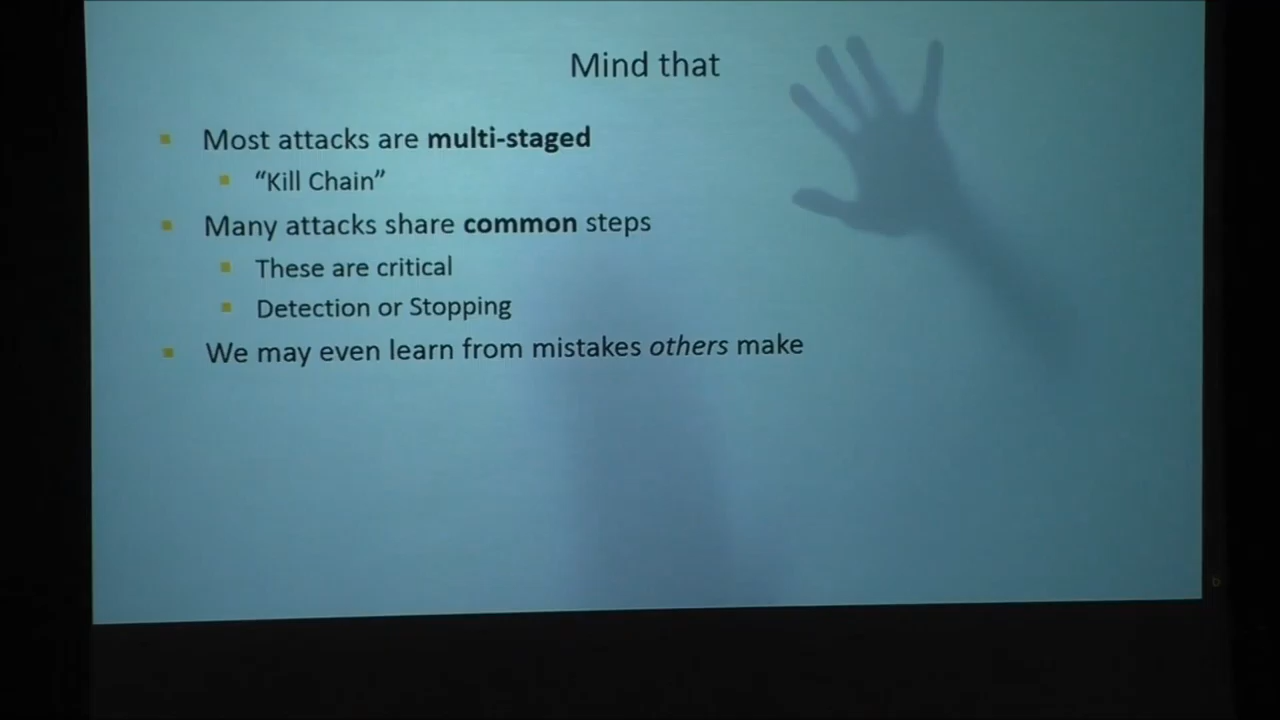 Mind that
Most attacks are multi-staged
“Kill Chain”
Many attacks share common steps
These are critical
Detection or Stopping
We may even learn from mistakes others make